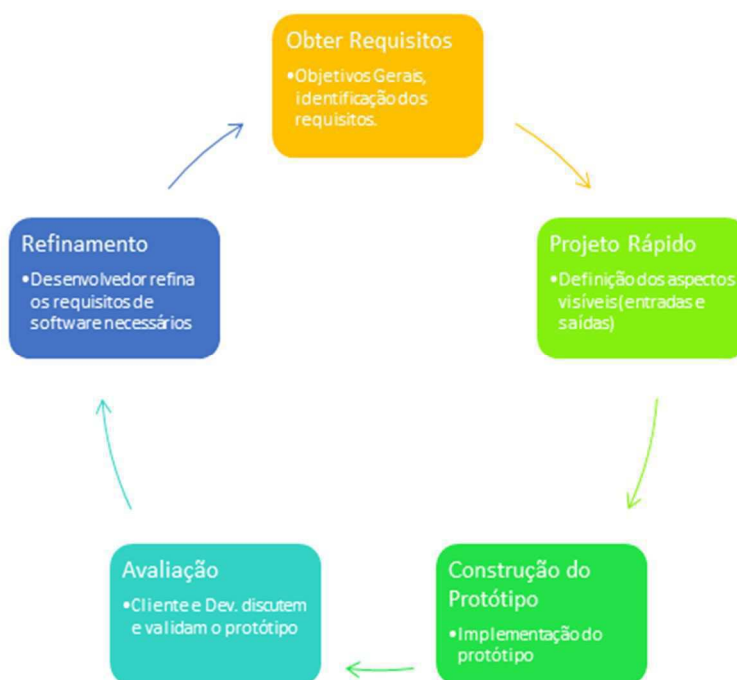 Obter Requisitos
•Objetivos Gerais,
identificação dos
requisitos.
Projeto Rápido
•Definição dos aspectos
visíveis(entradas e
saídas)
Construção do
Protótipo
•Implementação do
protótipo
Avaliação
•Cliente e Dev. discutem
e validam o protótipo
Refinamento
•Desenvolvedor refina
os requisitos de
software necessários